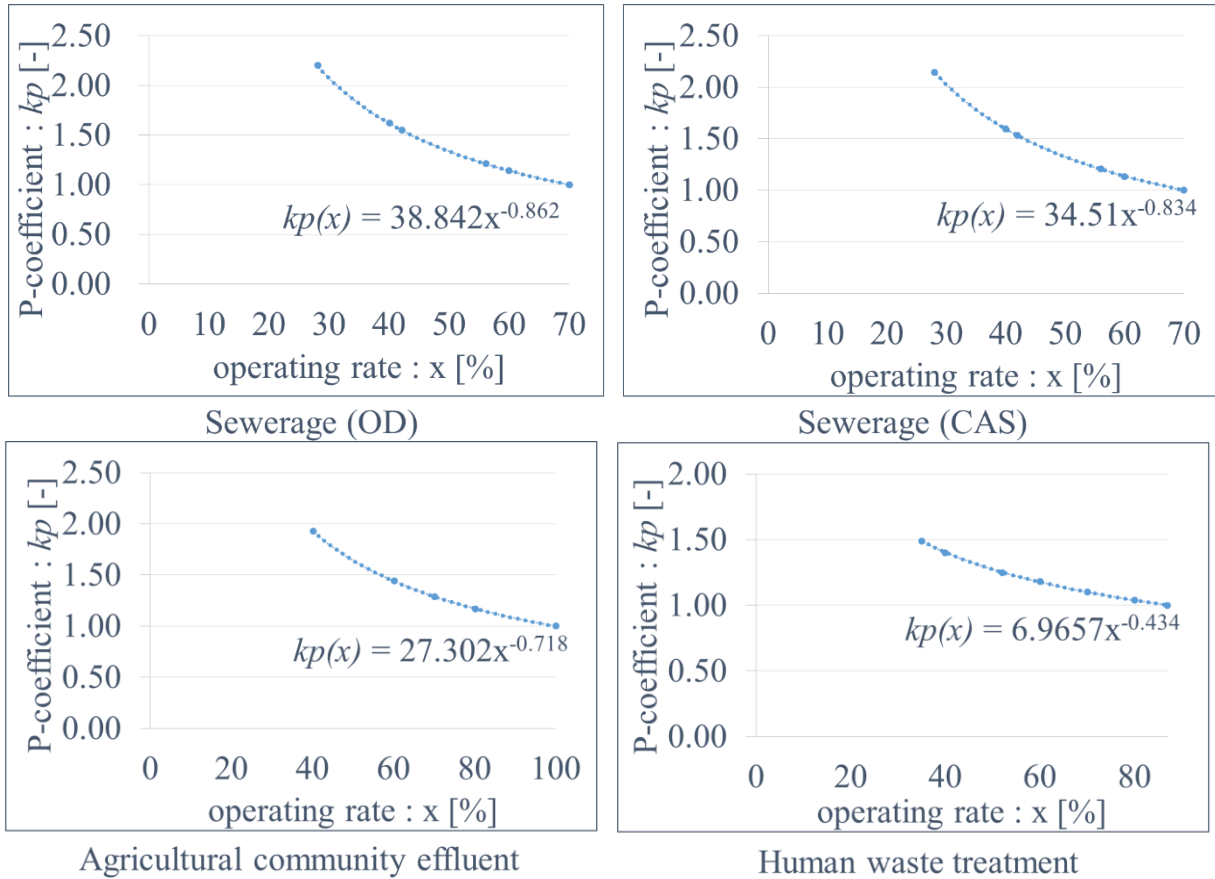 P-coefficient : kp [-]
2.50
2.00
1.50
1.00
0.50
0.00
kp(x) = 38.842x^-0.862
0 10 20 30 40 50 60 70
operating rate : x [%]
Sewerage (OD)
P-coefficient : kp [-]
2.50
2.00
1.50
1.00
0.50
0.00
kp(x) = 34.51x^-0.834
0 10 20 30 40 50 60 70
operating rate : x [%]
Sewerage (CAS)
P-coefficient : kp [-]
2.50
2.00
1.50
1.00
0.50
0.00
kp(x) = 27.302x^-0.718
0 20 40 60 80 100
operating rate : x [%]
Agricultural community effluent
P-coefficient : kp [-]
2.00
1.50
1.00
0.50
0.00
kp(x) = 6.9657x^-0.434
0 20 40 60 80
operating rate : x [%]
Human waste treatment